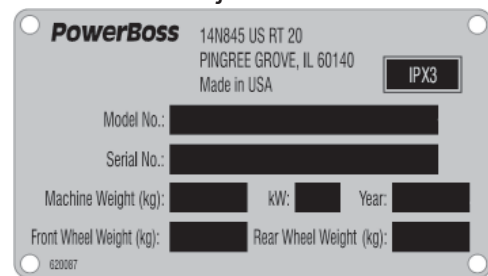 PowerBoss
14N845 US RT 20
PINGREE GROVE, IL 60140
Made in USA
IPX3
Model No.:
Serial No.:
Machine Weight (kg):
kW:
Year:
Front Wheel Weight (kg):
Rear Wheel Weight (kg):
620087